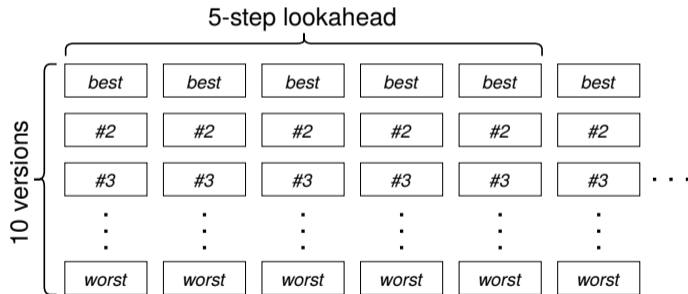 5-step lookahead
10 versions
best best best best best best
#2 #2 #2 #2 #2 #2
#3 #3 #3 #3 #3 #3 . . .
worst worst worst worst worst worst